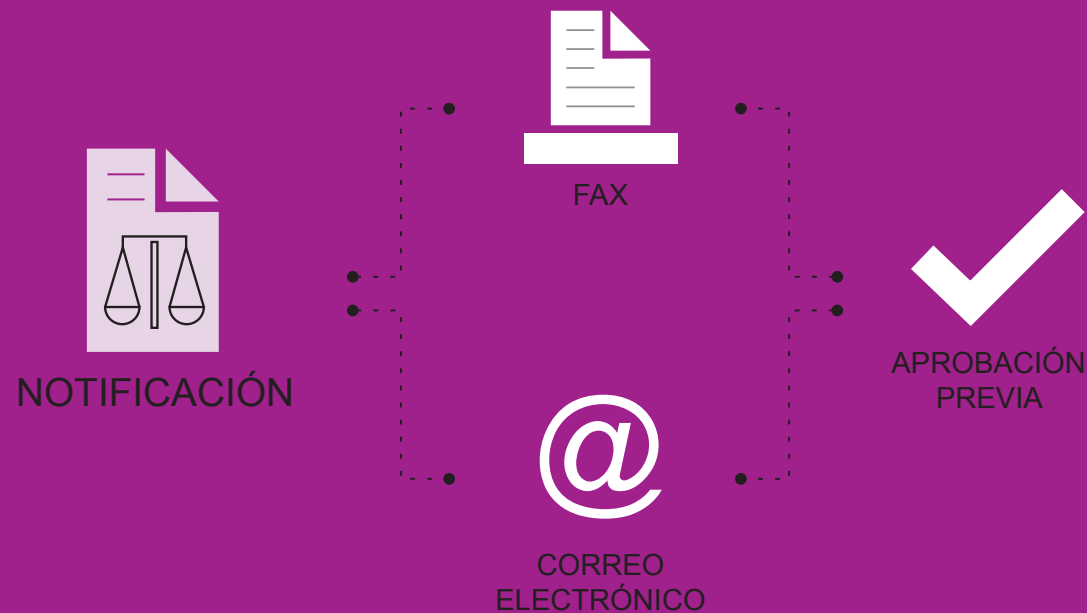 NOTIFICACIÓN
FAX
CORREO
ELECTRÓNICO
APROBACIÓN
PREVIA